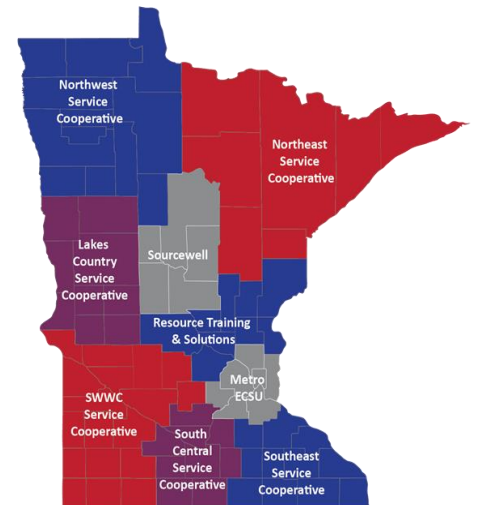 Northwest
Service
Cooperative
Northeast
Service
Cooperative
Lakes
Country
Service
Cooperative
Sourcewell
Resource Training
& Solutions
Metro
ECSU
SWWC
Service
Cooperative
South
Central
Service
Cooperative
Southeast
Service
Cooperative